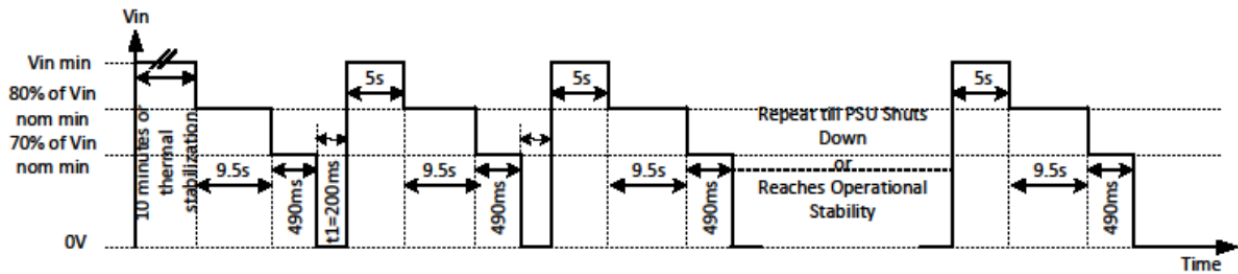 Vin
Vin min
80% of Vin
nom min
70% of Vin
nom min
0V
10 minutes or
thermal
stabilization
9.5s
490ms
t1=200ms
5s
9.5s
490ms
5s
9.5s
490ms
Repeat till PSU Shuts
Down
or
Reaches Operational
Stability
5s
9.5s
490ms
Time